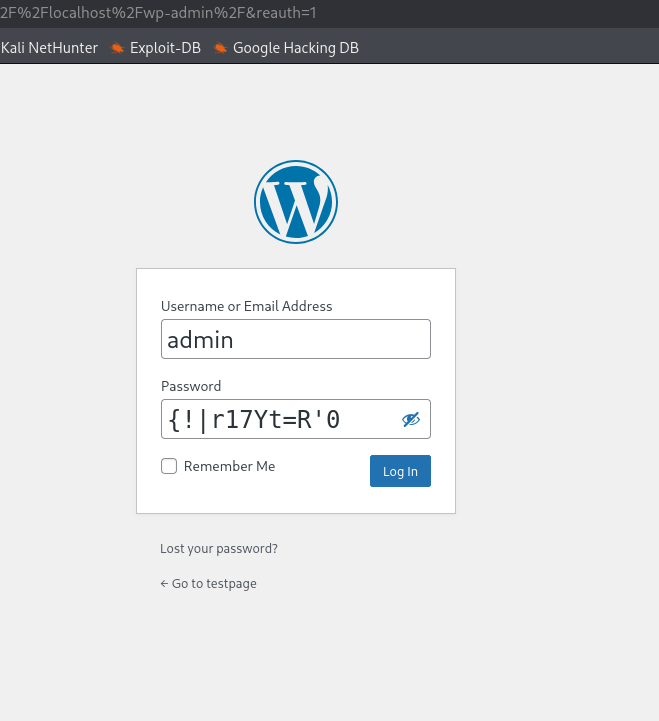 2F%2Flocalhost%2Fwp-admin%2F&reauth=1
Kali NetHunter Exploit-DB Google Hacking DB
Username or Email Address
admin
Password
{!|r17Yt=R'0
Remember Me Log In
Lost your password?
← Go to testpage